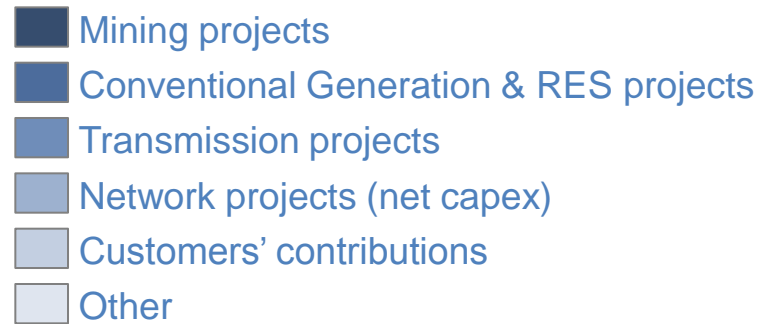 Mining projects
Conventional Generation & RES projects
Transmission projects
Network projects (net capex)
Customers’ contributions
Other